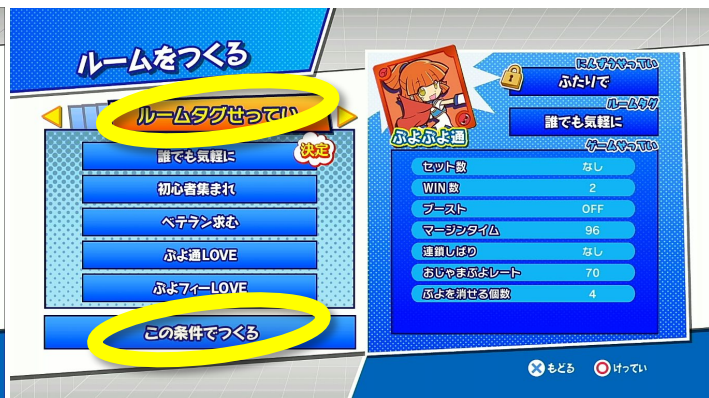 ルームをつくる
ルームタグせってい
誰でも気軽に
決定
初心者集まれ
ベテラン求む
ぷよ通LOVE
ぷよフィーLOVE
この条件でつくる
ぷよぷよ通
にんずうせってい
ふたりで
ルームタグ
誰でも気軽に
ゲームせってい
セット数 なし
WIN数 2
ブースト OFF
マージンタイム 96
連鎖しばり なし
おじゃまぷよレート 70
ぷよを消せる個数 4
もどる けってい